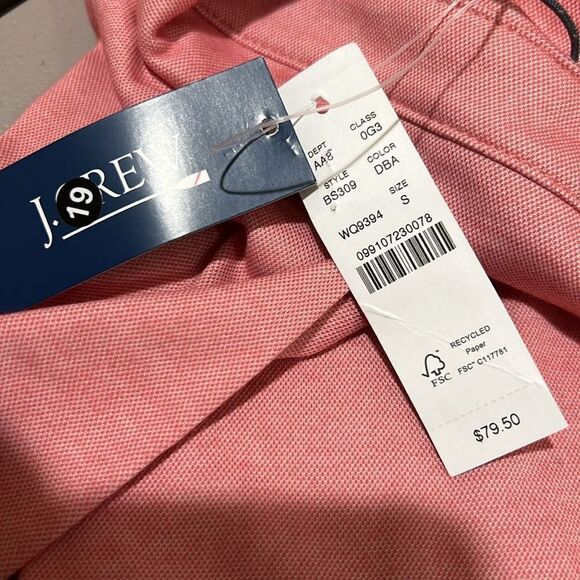 J.CREW
19
DEPT CLASS
AA8 0G3
STYLE COLOR
BS309 DBA
SIZE
WQ9394 S
099107230078
FSC
RECYCLED
Paper
FSC™ C117781
$79.50